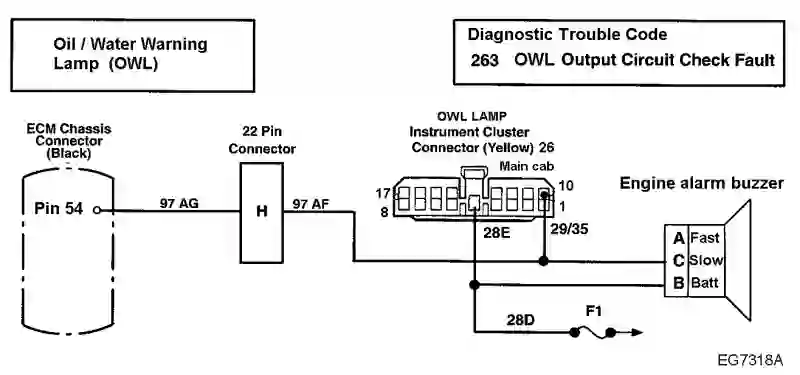 Oil / Water Warning
Lamp (OWL)
Diagnostic Trouble Code
263 OWL Output Circuit Check Fault
ECM Chassis
Connector
(Black)
22 Pin
Connector
OWL LAMP
Instrument Cluster
Connector (Yellow) 26
Main cab
Engine alarm buzzer
17
10
8
1
Pin 54
97 AG
H
97 AF
28E
29/35
A Fast
C Slow
B Batt
28D
F1
EG7318A